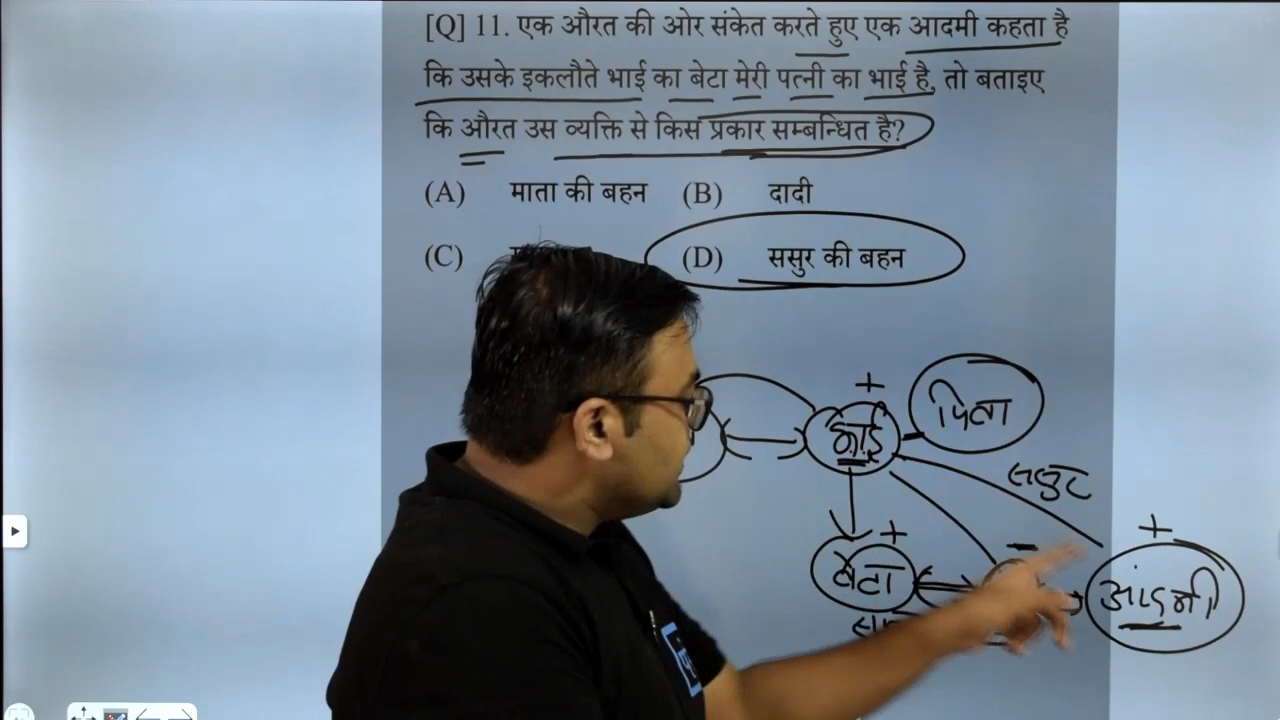 [Q] 11. एक औरत की ओर संकेत करते हुए एक आदमी कहता है
कि उसके इकलौते भाई का बेटा मेरी पत्नी का भाई है, तो बताइए
कि औरत उस व्यक्ति से किस प्रकार सम्बन्धित है?
(A) माता की बहन (B) दादी
(C) (D) ससुर की बहन
+
भाई पिता
ससुर
+ - +
बेटा आदमी